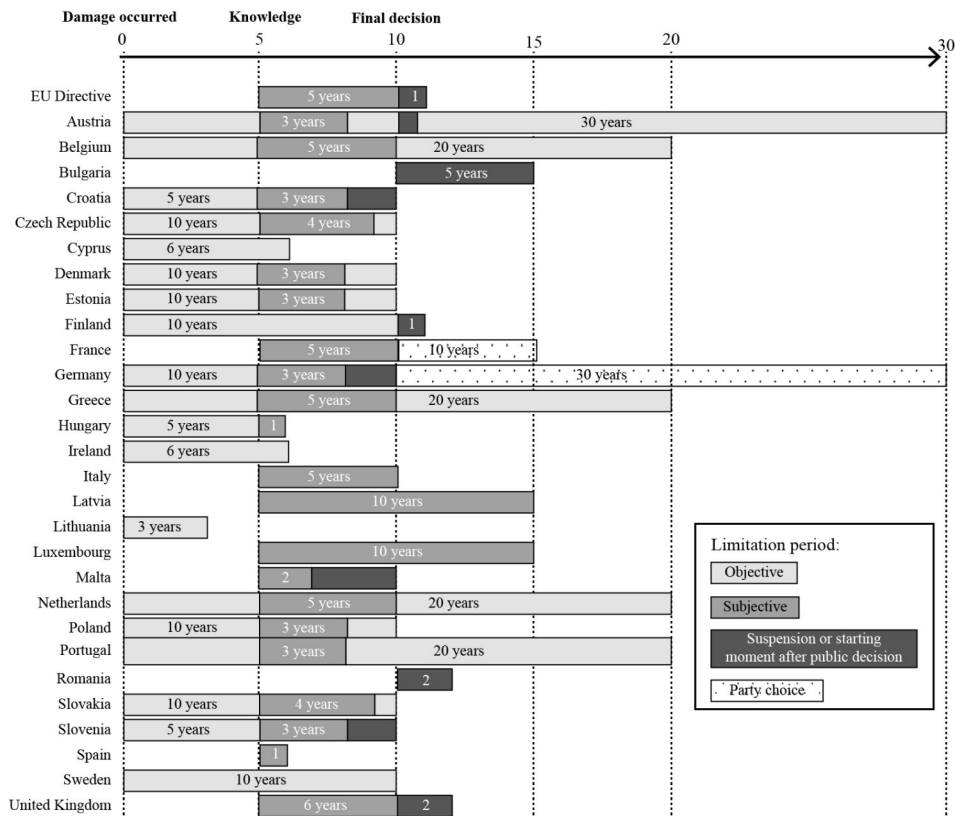 Damage occurred Knowledge Final decision
0 5 10 15 20 30
EU Directive 5 years 1
Austria 3 years 30 years
Belgium 5 years 20 years
Bulgaria 5 years
Croatia 5 years 3 years
Czech Republic 10 years 4 years
Cyprus 6 years
Denmark 10 years 3 years
Estonia 10 years 3 years
Finland 10 years 1
France 5 years 10 years
Germany 10 years 3 years 30 years
Greece 5 years 20 years
Hungary 5 years 1
Ireland 6 years
Italy 5 years
Latvia 10 years
Lithuania 3 years
Luxembourg 10 years
Malta 2
Netherlands 5 years 20 years
Poland 10 years 3 years
Portugal 3 years 20 years
Romania 2
Slovakia 10 years 4 years
Slovenia 5 years 3 years
Spain 1
Sweden 10 years
United Kingdom 6 years 2
Limitation period:
Objective
Subjective
Suspension or starting
moment after public decision
Party choice